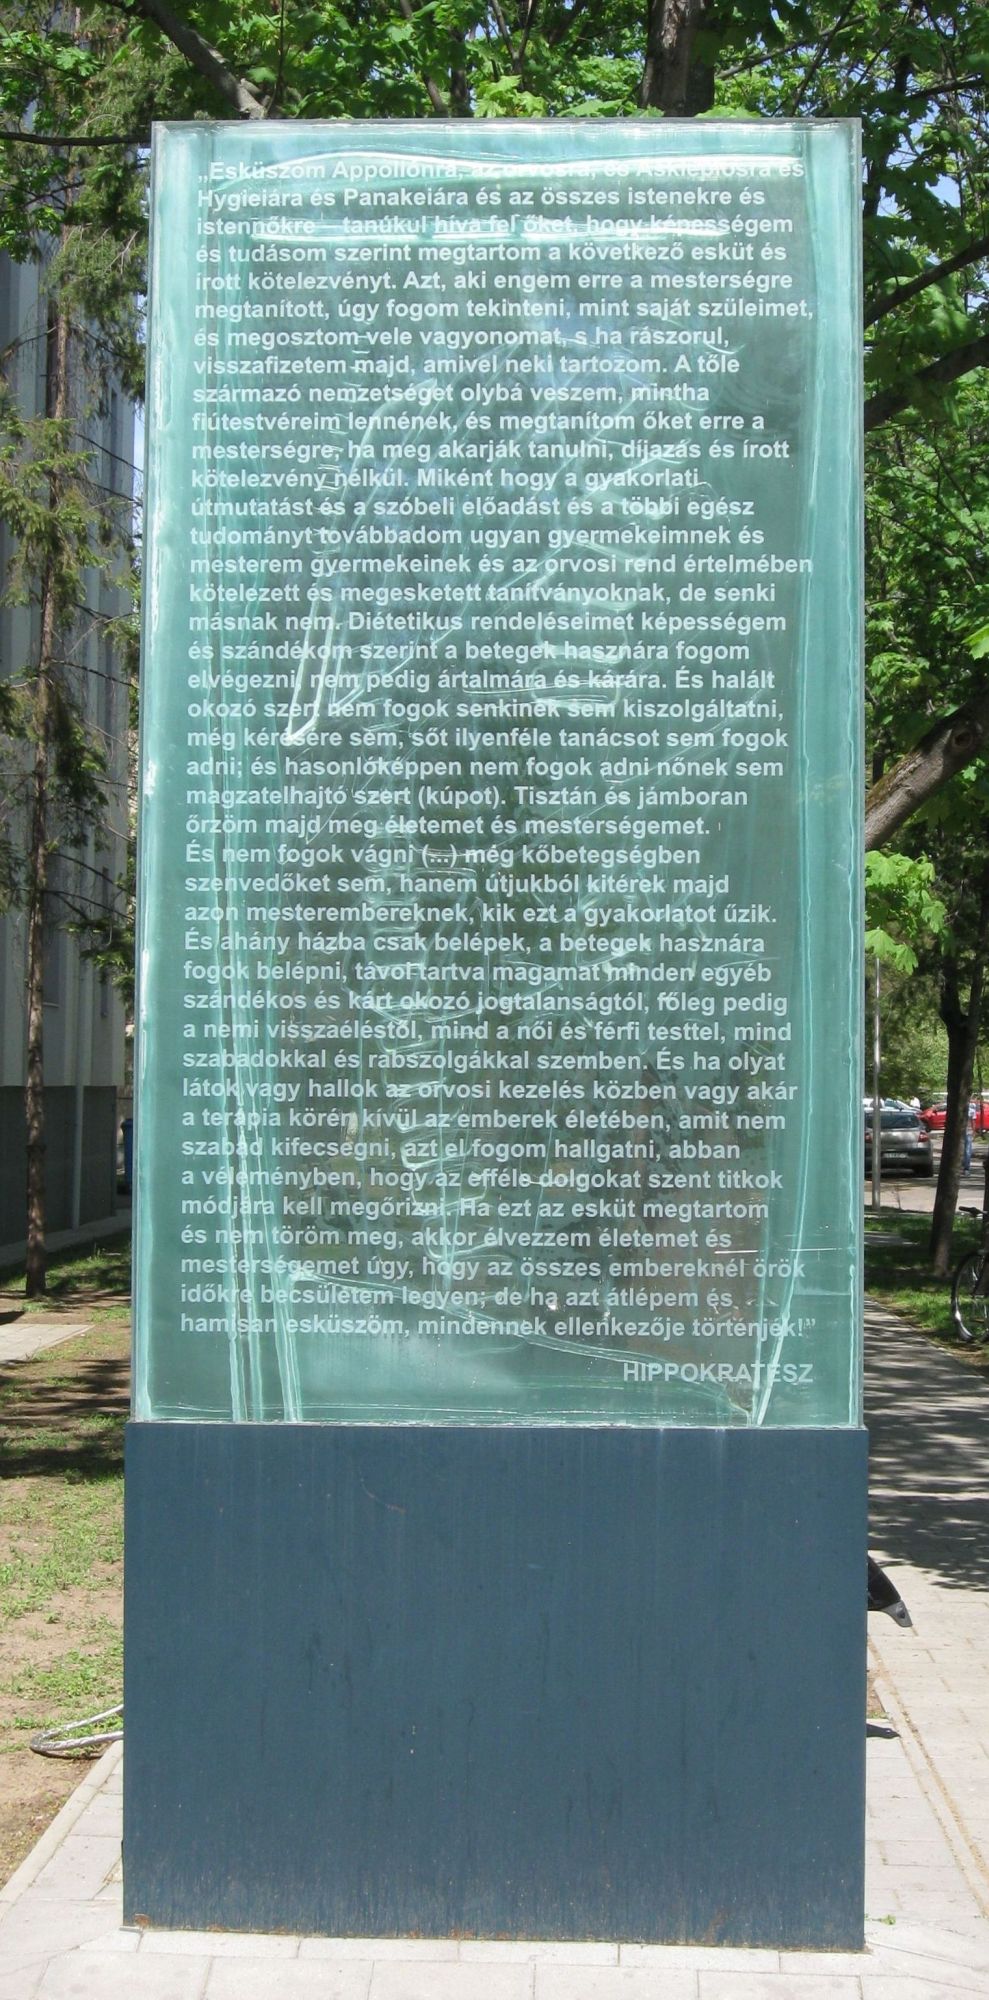 „Esküszöm Appollónra, az orvosra, és Asklépiosra és
Hygieiára és Panakeiára és az összes istenekre és
istennőkre – tanúkul híva fel őket, hogy képességem
és tudásom szerint megtartom a következő esküt és
írott kötelezvényt. Azt, aki engem erre a mesterségre
megtanított, úgy fogom tekinteni, mint saját szüleimet,
és megosztom vele vagyonomat, s ha rászorul,
visszafizetem majd, amivel neki tartozom. A tőle
származó nemzetséget olybá veszem, mintha
fiútestvéreim lennének, és megtanítom őket erre a
mesterségre, ha meg akarják tanulni, díjazás és írott
kötelezvény nélkül. Miként hogy a gyakorlati
útmutatást és a szóbeli előadást és a többi egész
tudományt továbbadom ugyan gyermekeimnek és
mesterem gyermekeinek és az orvosi rend értelmében
kötelezett és megesketett tanítványoknak, de senki
másnak nem. Diétetikus rendeléseimet képességem
és szándékom szerint a betegek hasznára fogom
elvégezni, nem pedig ártalmára és kárára. És halált
okozó szert nem fogok senkinek sem kiszolgáltatni,
még kérésére sem, sőt ilyenféle tanácsot sem fogok
adni; és hasonlóképpen nem fogok adni nőnek sem
magzatelhajtó szert (kúpot). Tisztán és jámboran
őrzöm majd meg életemet és mesterségemet.
És nem fogok vágni (...) még kőbetegségben
szenvedőket sem, hanem útjukból kitérek majd
azon mesterembereknek, kik ezt a gyakorlatot űzik.
És ahány házba csak belépek, a betegek hasznára
fogok belépni, távol tartva magamat minden egyéb
szándékos és kárt okozó jogtalanságtól, főleg pedig
a nemi visszaéléstől, mind a női és férfi testtel, mind
szabadokkal és rabszolgákkal szemben. És ha olyat
látok vagy hallok az orvosi kezelés közben vagy akár
a terápia körén kívül az emberek életében, amit nem
szabad kifecsegni, azt el fogom hallgatni, abban
a véleményben, hogy az efféle dolgokat szent titkok
módjára kell megőrizni. Ha ezt az esküt megtartom
és nem töröm meg, akkor élvezzem életemet és
mesterségemet úgy, hogy az összes embereknél örök
időkre becsületem legyen; de ha azt átlépem és
hamisan esküszöm, mindennek ellenkezője történjék!”
HIPPOKRATESZ